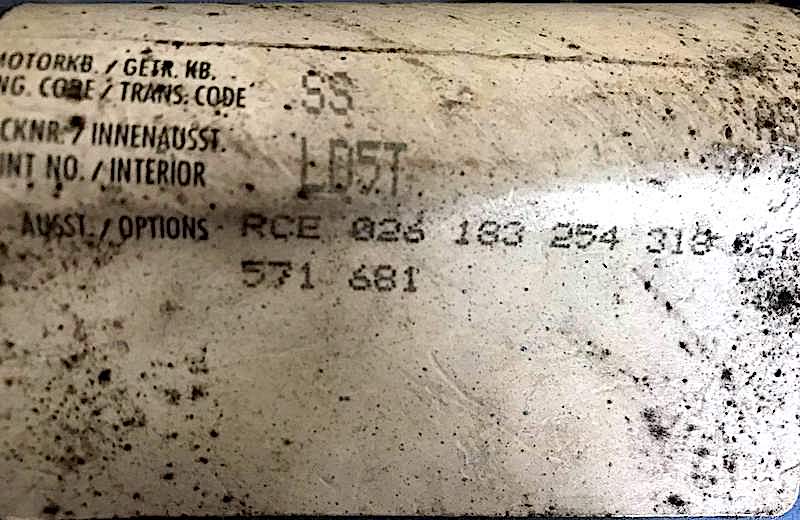 MOTORKB. / GETR. KB.
NG. CODE / TRANS. CODE SS
CKNR. / INNENAUSST.
INT NO. / INTERIOR LD5T
AUSST. / OPTIONS RCE 026 183 254 318
571 681